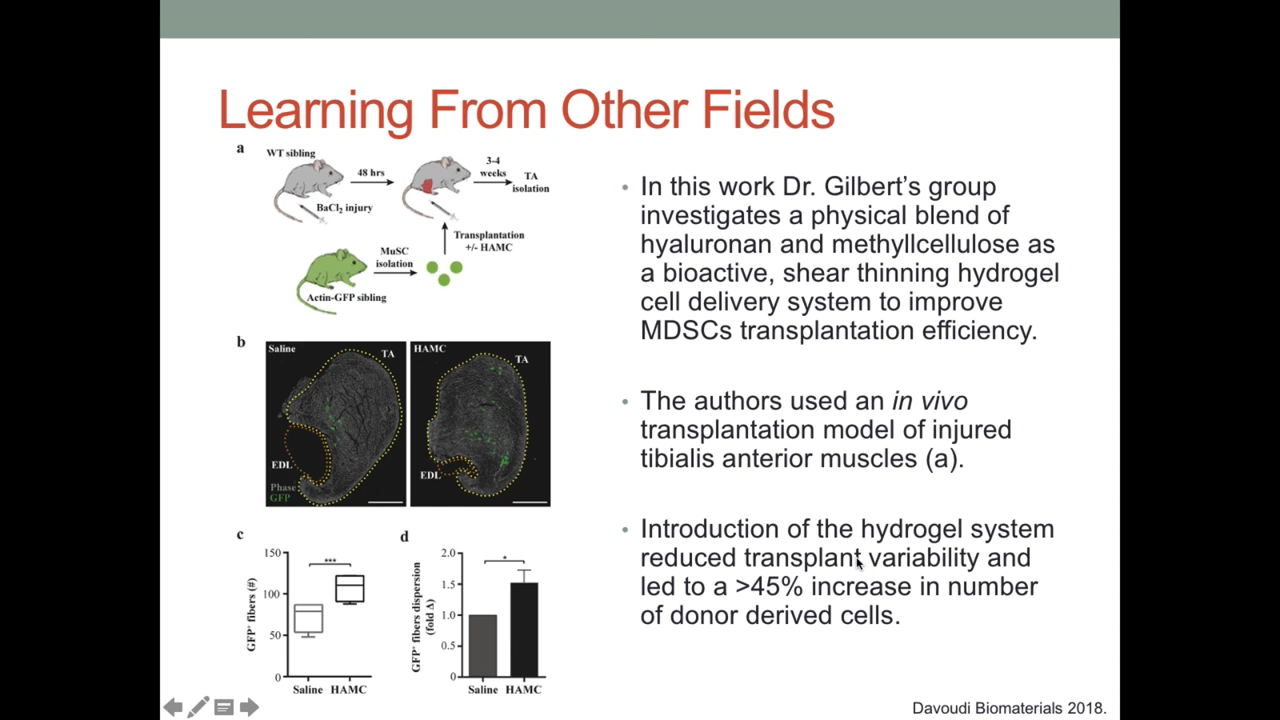 Learning From Other Fields
a
WT sibling
48 hrs
BaCl₂ injury
3-4
weeks
TA
isolation
Transplantation
+/- HAMC
MuSC
isolation
Actin-GFP sibling
b
Saline
TA
EDL
Phase
GFP
HAMC
TA
EDL
c
GFP⁺ fibers (#)
150
100
50
0
***
Saline
HAMC
d
GFP⁺ fibers dispersion
(fold Δ)
2.0
1.5
1.0
0.5
0
*
Saline
HAMC
• In this work Dr. Gilbert’s group
investigates a physical blend of
hyaluronan and methyllcellulose as
a bioactive, shear thinning hydrogel
cell delivery system to improve
MDSCs transplantation efficiency.
• The authors used an in vivo
transplantation model of injured
tibialis anterior muscles (a).
• Introduction of the hydrogel system
reduced transplant variability and
led to a >45% increase in number
of donor derived cells.
Davoudi Biomaterials 2018.